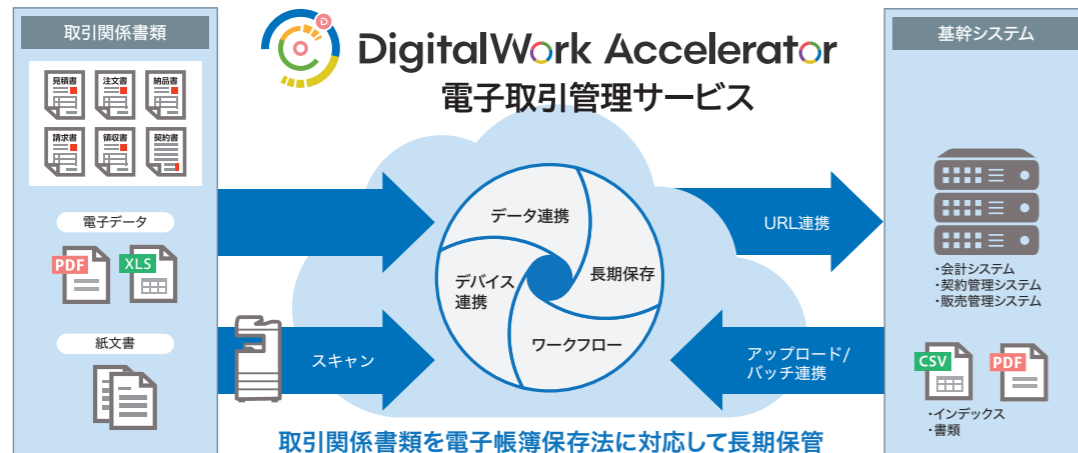 取引関係書類
見積書
注文書
納品書
請求書
領収書
契約書
電子データ
PDF
XLS
紙文書
D
DigitalWork Accelerator
電子取引管理サービス
データ連携
デバイス
連携
長期保存
ワークフロー
スキャン
URL連携
アップロード/
バッチ連携
取引関係書類を電子帳簿保存法に対応して長期保管
基幹システム
・会計システム
・契約管理システム
・販売管理システム
CSV
PDF
・インデックス
・書類